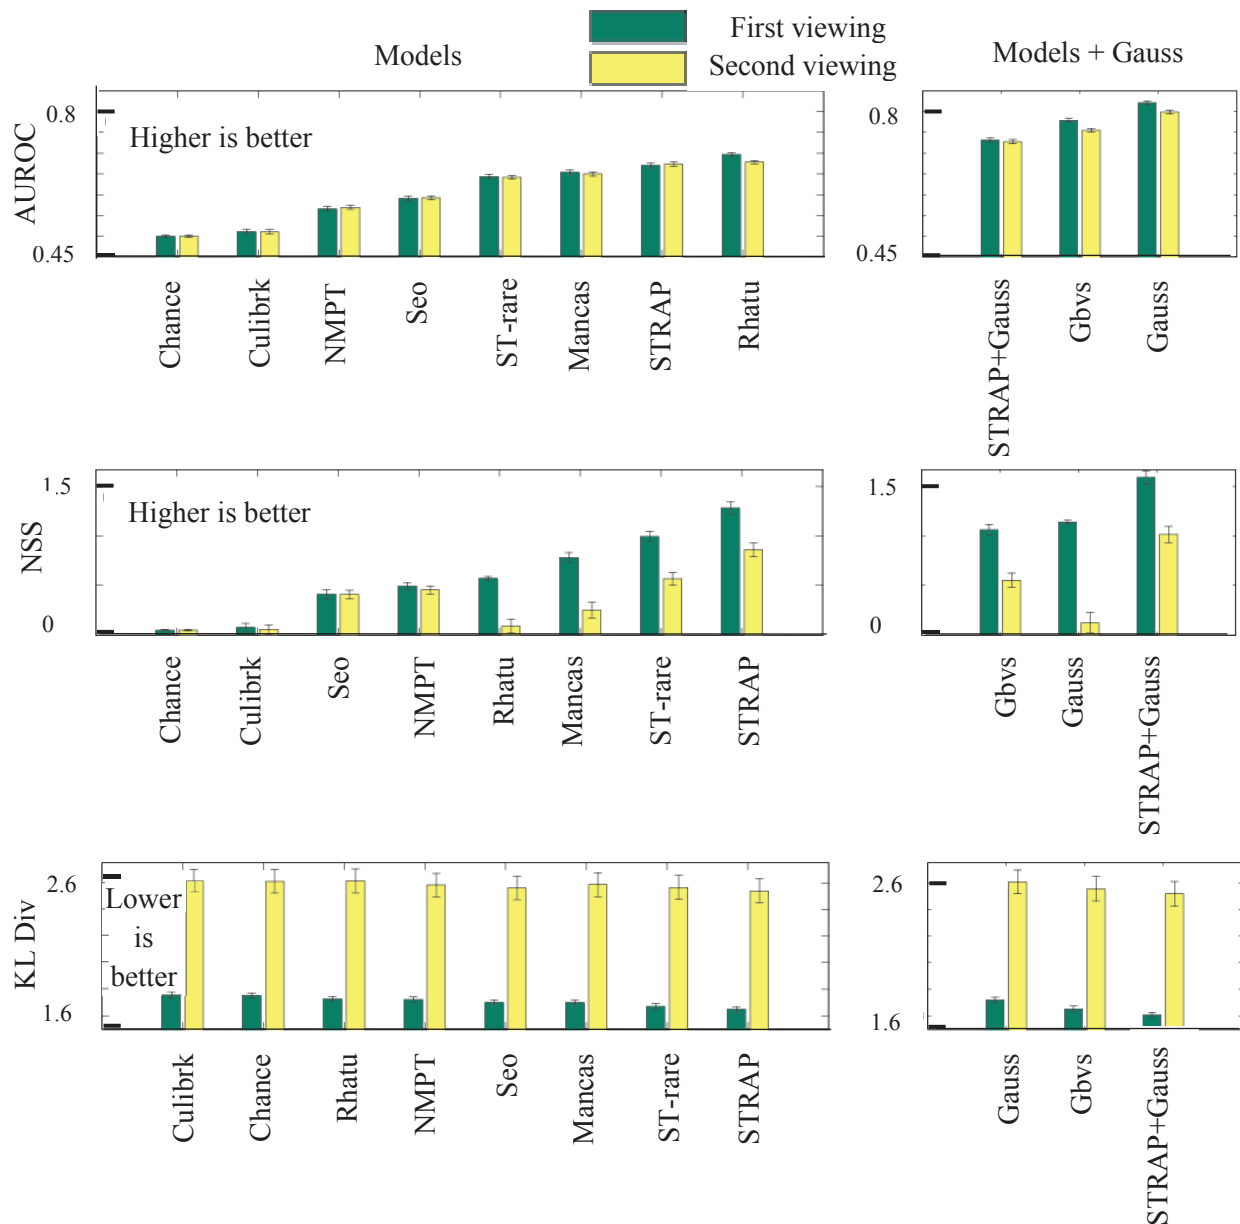 First viewing
Second viewing
Models
Models + Gauss
AUROC
0.8
0.45
Higher is better
Chance
Culibrk
NMPT
Seo
ST-rare
Mancas
STRAP
Rhatu
0.8
0.45
STRAP+Gauss
Gbvs
Gauss
NSS
1.5
0
Higher is better
Chance
Culibrk
Seo
NMPT
Rhatu
Mancas
ST-rare
STRAP
1.5
0
Gbvs
Gauss
STRAP+Gauss
KL Div
2.6
1.6
Lower
is
better
Culibrk
Chance
Rhatu
NMPT
Seo
Mancas
ST-rare
STRAP
2.6
1.6
Gauss
Gbvs
STRAP+Gauss